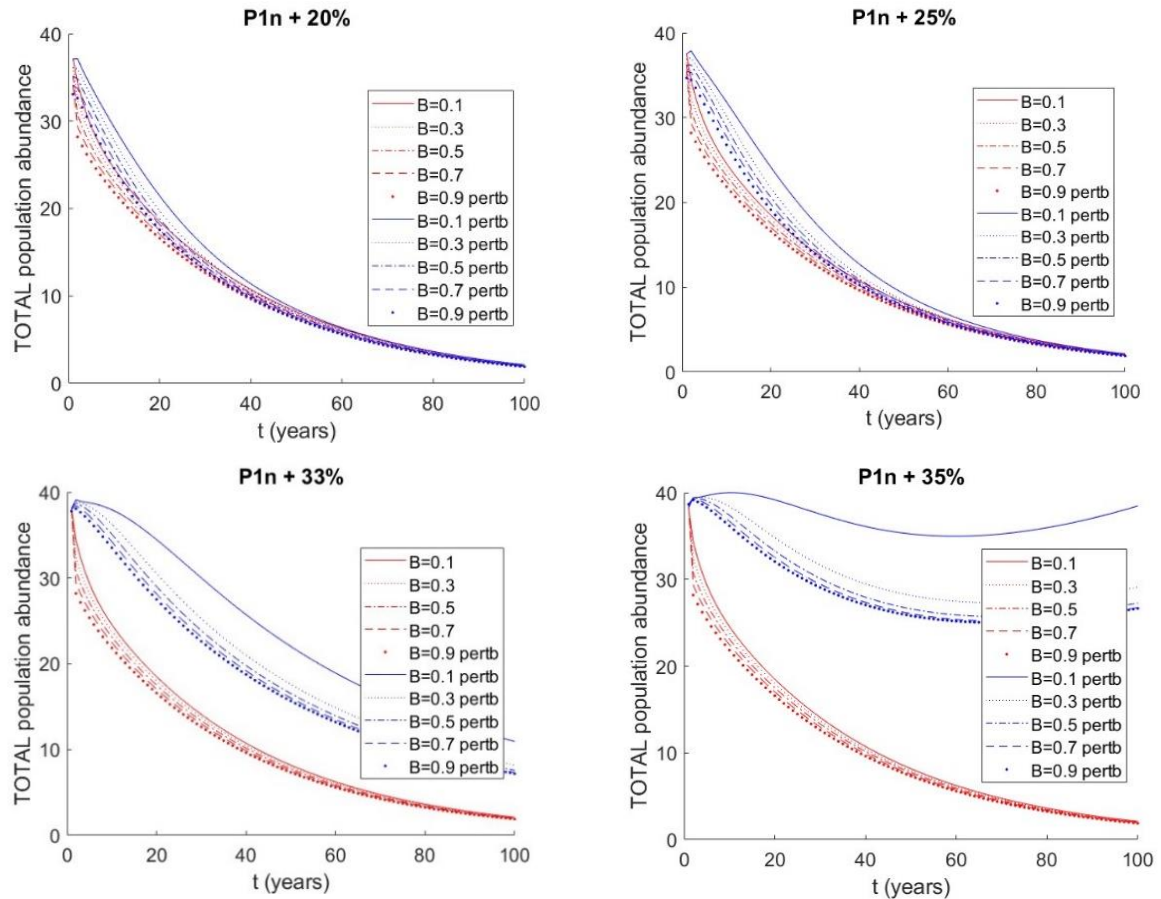 P1n + 20%
TOTAL population abundance
40
30
20
10
0
0 20 40 60 80 100
t (years)
B=0.1
B=0.3
B=0.5
B=0.7
B=0.9 pertb
B=0.1 pertb
B=0.3 pertb
B=0.5 pertb
B=0.7 pertb
B=0.9 pertb
P1n + 25%
TOTAL population abundance
40
30
20
10
0
0 20 40 60 80 100
t (years)
B=0.1
B=0.3
B=0.5
B=0.7
B=0.9 pertb
B=0.1 pertb
B=0.3 pertb
B=0.5 pertb
B=0.7 pertb
B=0.9 pertb
P1n + 33%
TOTAL population abundance
40
30
20
10
0
0 20 40 60 80 100
t (years)
B=0.1
B=0.3
B=0.5
B=0.7
B=0.9 pertb
B=0.1 pertb
B=0.3 pertb
B=0.5 pertb
B=0.7 pertb
B=0.9 pertb
P1n + 35%
TOTAL population abundance
40
30
20
10
0
0 20 40 60 80 100
t (years)
B=0.1
B=0.3
B=0.5
B=0.7
B=0.9 pertb
B=0.1 pertb
B=0.3 pertb
B=0.5 pertb
B=0.7 pertb
B=0.9 pertb